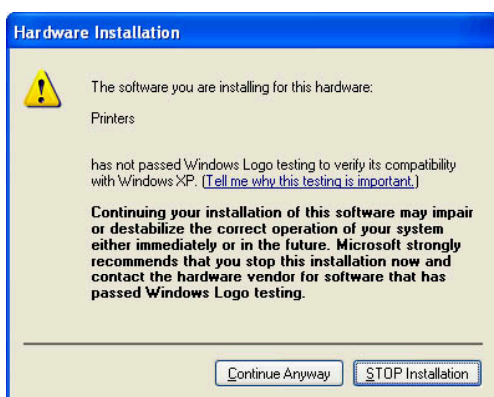 Hardware Installation
The software you are installing for this hardware:
Printers
has not passed Windows Logo testing to verify its compatibility
with Windows XP. (Tell me why this testing is important.)
Continuing your installation of this software may impair
or destabilize the correct operation of your system
either immediately or in the future. Microsoft strongly
recommends that you stop this installation now and
contact the hardware vendor for software that has
passed Windows Logo testing.
Continue Anyway STOP Installation